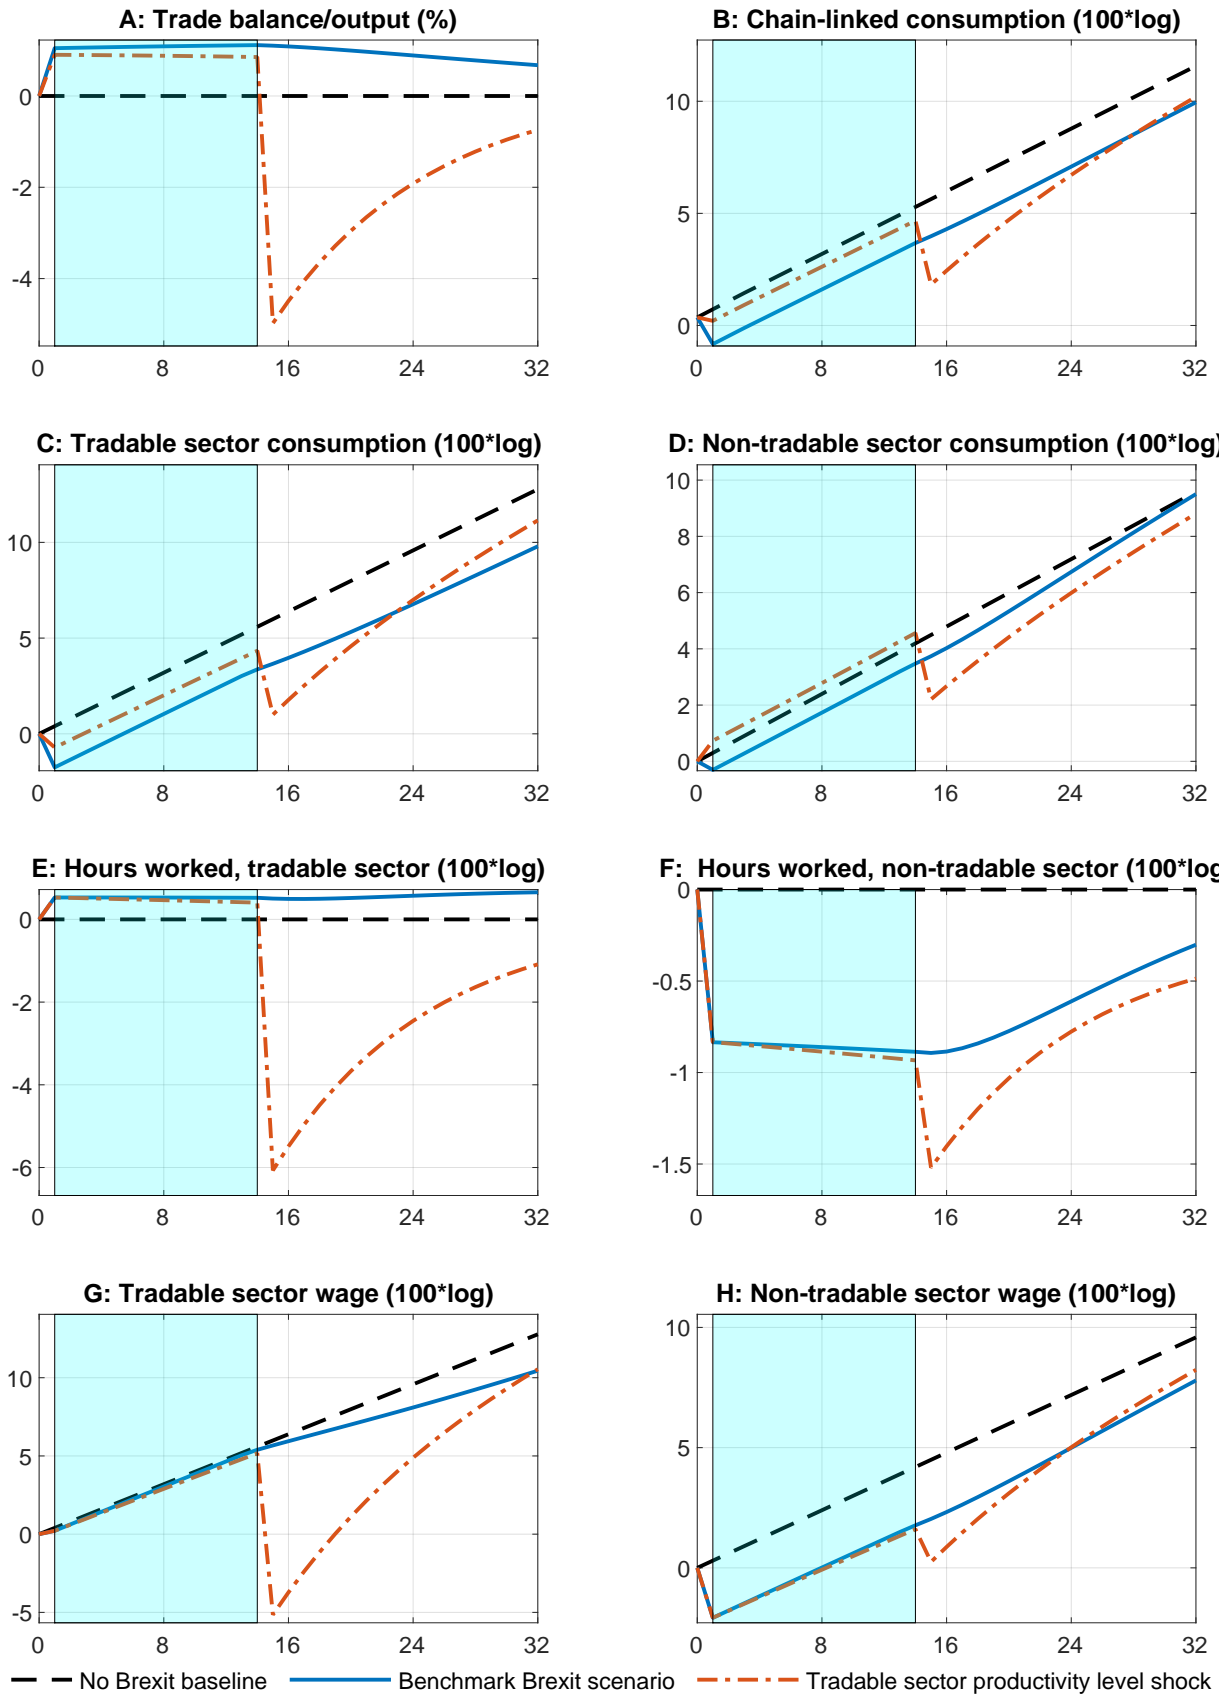 A: Trade balance/output (%)
0
-2
-4
0 8 16 24 32
B: Chain-linked consumption (100*log)
10
5
0
0 8 16 24 32
C: Tradable sector consumption (100*log)
10
5
0
0 8 16 24 32
D: Non-tradable sector consumption (100*log)
10
8
6
4
2
0
0 8 16 24 32
E: Hours worked, tradable sector (100*log)
0
-2
-4
-6
0 8 16 24 32
F: Hours worked, non-tradable sector (100*log
0
-0.5
-1
-1.5
0 8 16 24 32
G: Tradable sector wage (100*log)
10
5
0
-5
0 8 16 24 32
H: Non-tradable sector wage (100*log)
10
5
0
0 8 16 24 32
No Brexit baseline
Benchmark Brexit scenario
Tradable sector productivity level shock